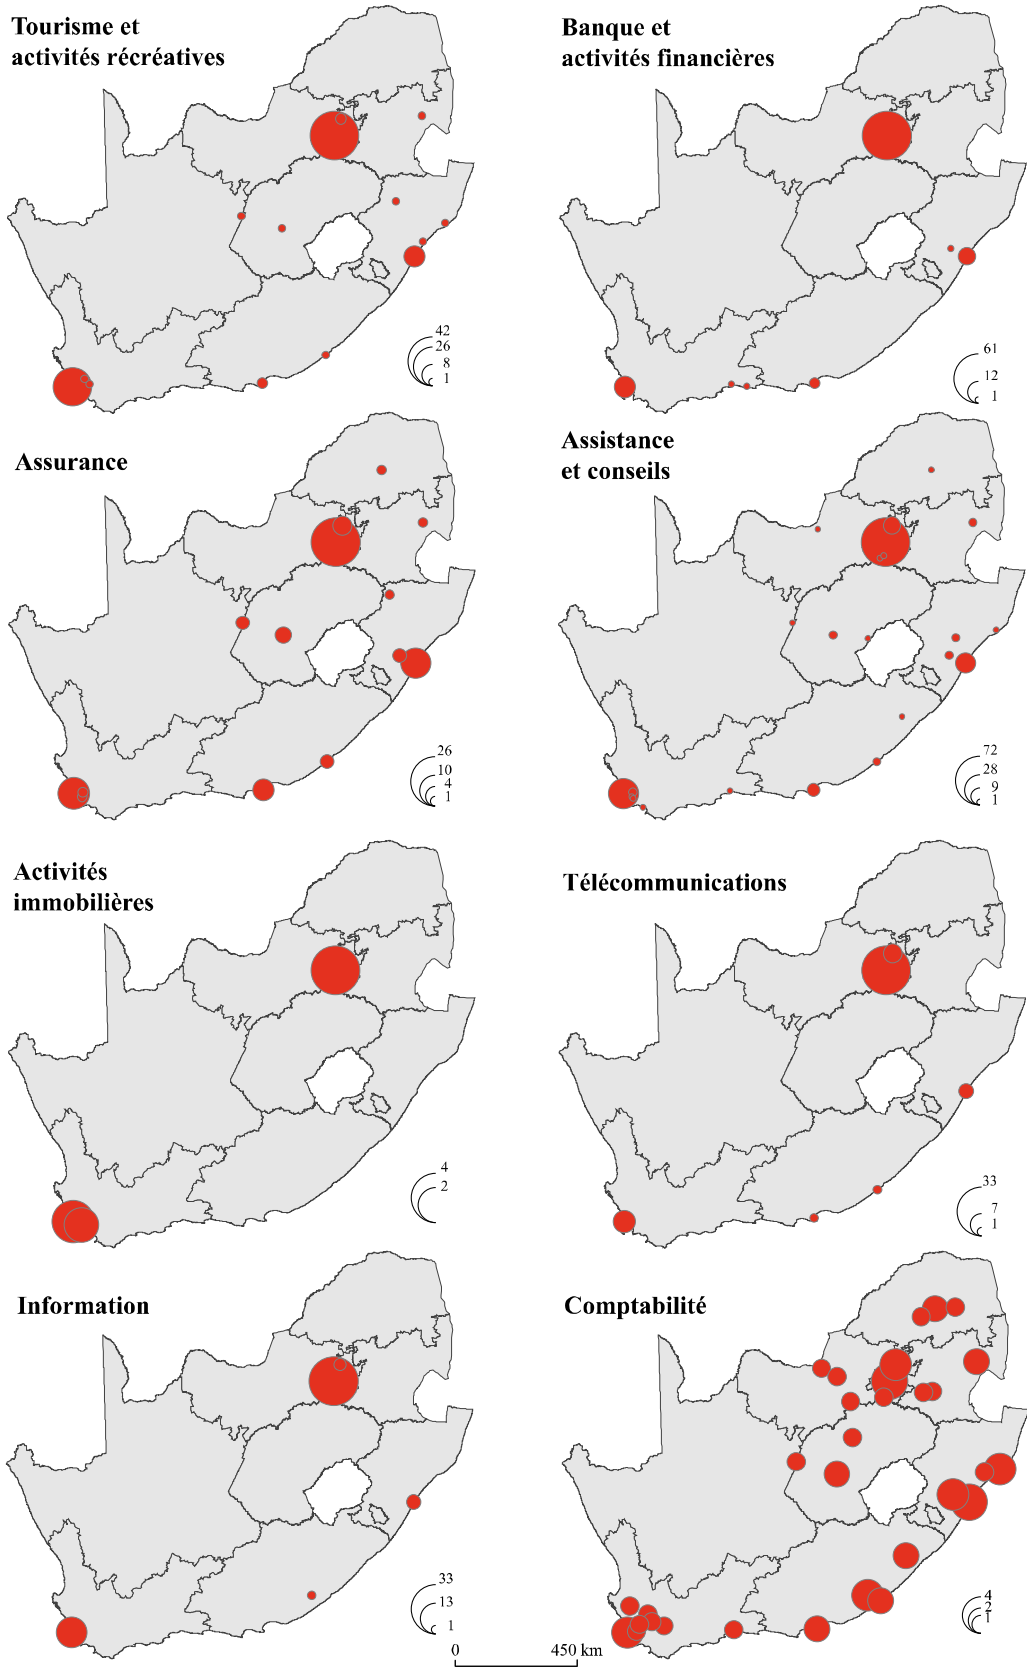 Tourisme et
activités récréatives
42
26
8
1
Banque et
activités financières
61
12
1
Assurance
26
10
4
1
Assistance
et conseils
72
28
9
1
Activités
immobilières
4
2
Télécommunications
33
7
1
Information
33
13
1
Comptabilité
4
2
1
0 450 km